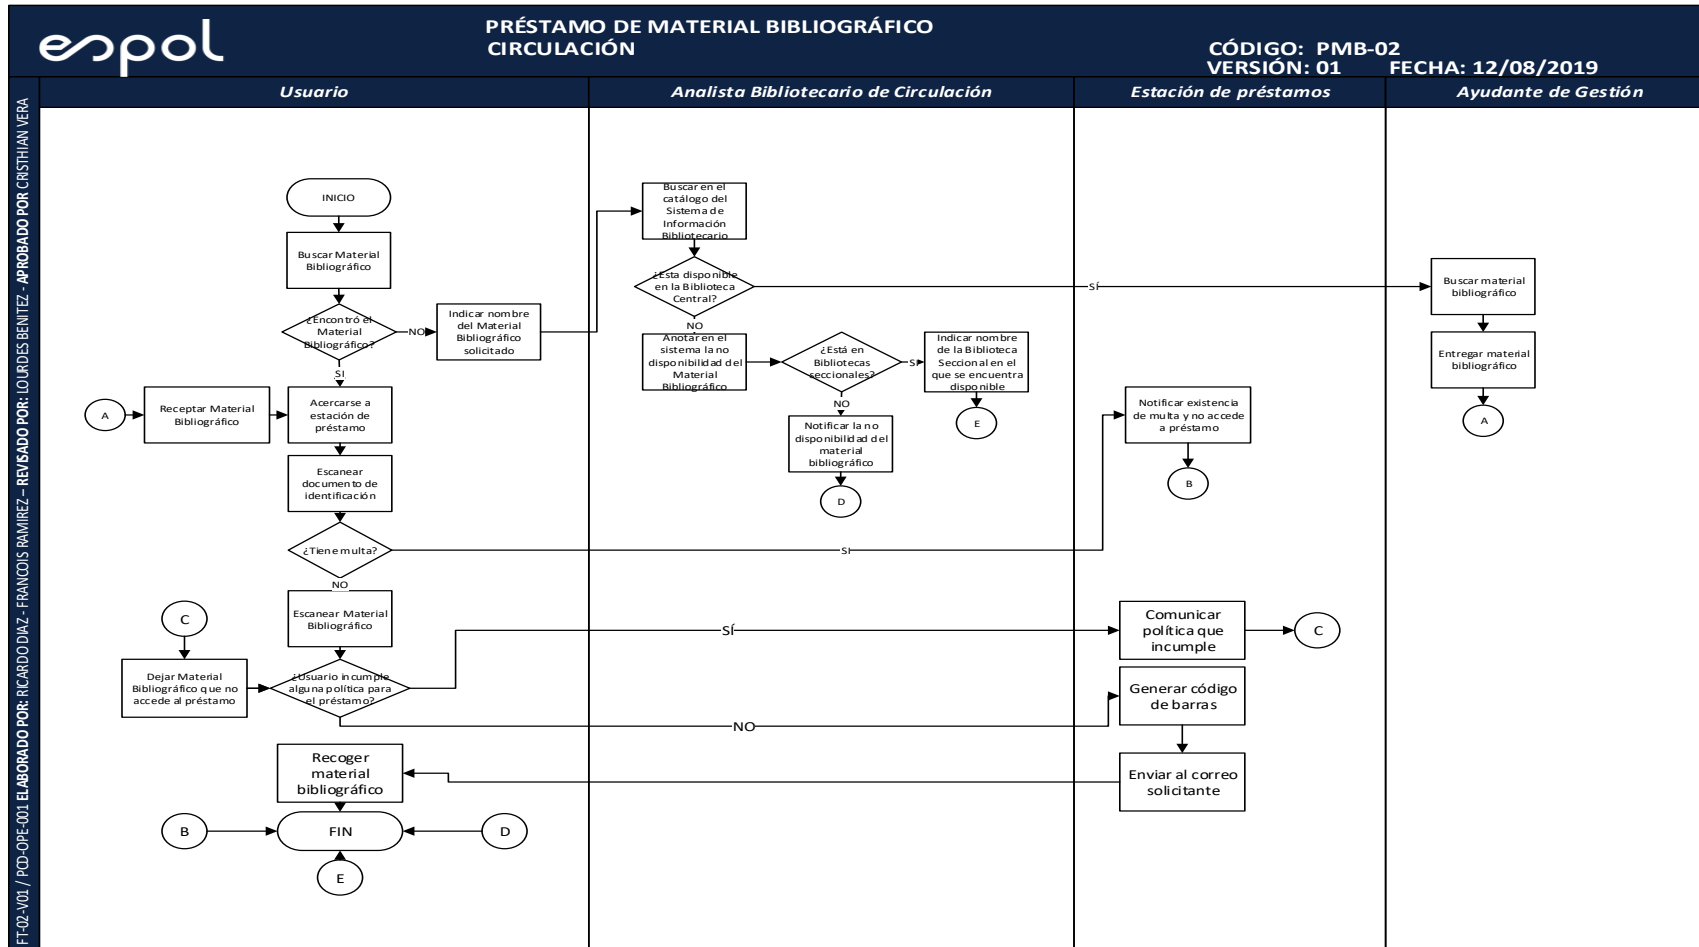 espol
PRÉSTAMO DE MATERIAL BIBLIOGRÁFICO
CIRCULACIÓN
CÓDIGO: PMB-02
VERSIÓN: 01 FECHA: 12/08/2019
FT-02-V01 / PCD-OPE-001 ELABORADO POR: RICARDO DIAZ - FRANCOIS RAMIREZ – REVISADO POR: LOURDES BENITEZ - APROBADO POR CRISTHIAN VERA
Usuario
Analista Bibliotecario de Circulación
Estación de préstamos
Ayudante de Gestión
INICIO
Buscar Material
Bibliográfico
¿Encontró el
Material
Bibliográfico?
NO
Indicar nombre
del Material
Bibliográfico
solicitado
SI
A
Receptar Material
Bibliográfico
Acercarse a
estación de
préstamo
Escanear
documento de
identificación
¿Tiene multa?
SI
NO
Escanear Material
Bibliográfico
C
Dejar Material
Bibliográfico que no
accede al préstamo
¿Usuario incumple
alguna política para
el préstamo?
SÍ
NO
Recoger
material
bibliográfico
B
FIN
D
E
Buscar en el
catálogo del
Sistema de
Información
Bibliotecario
¿Esta disponible
en la Biblioteca
Central?
SÍ
NO
Anotar en el
sistema la no
disponibilidad del
Material
Bibliográfico
¿Está en
Bibliotecas
seccionales?
SI
Indicar nombre
de la Biblioteca
Seccional en el
que se encuentra
disponible
E
NO
Notificar la no
disponibilidad del
material
bibliográfico
D
Notificar existencia
de multa y no accede
a préstamo
B
Comunicar
política que
incumple
C
Generar código
de barras
Enviar al correo
solicitante
Buscar material
bibliográfico
Entregar material
bibliográfico
A